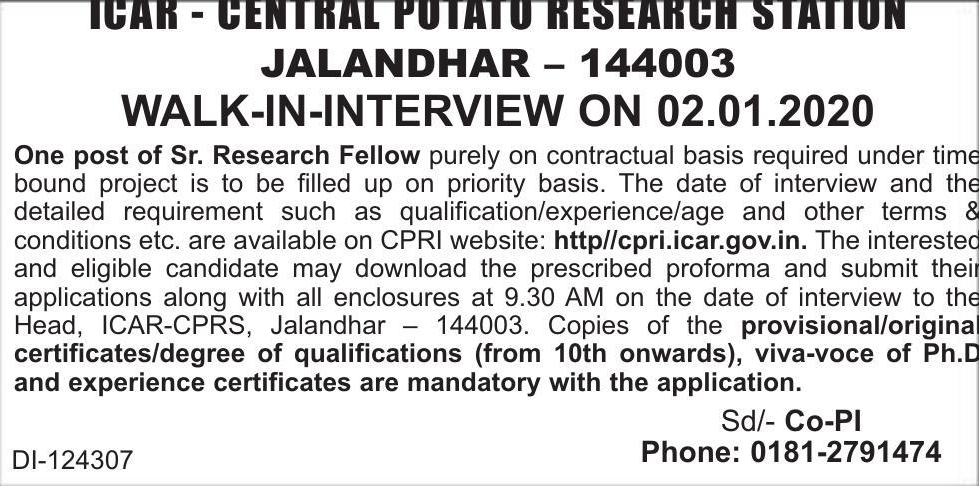 ICAR - CENTRAL POTATO RESEARCH STATION
JALANDHAR – 144003
WALK-IN-INTERVIEW ON 02.01.2020
One post of Sr. Research Fellow purely on contractual basis required under time
bound project is to be filled up on priority basis. The date of interview and the
detailed requirement such as qualification/experience/age and other terms &
conditions etc. are available on CPRI website: http//cpri.icar.gov.in. The interested
and eligible candidate may download the prescribed proforma and submit their
applications along with all enclosures at 9.30 AM on the date of interview to the
Head, ICAR-CPRS, Jalandhar – 144003. Copies of the provisional/original
certificates/degree of qualifications (from 10th onwards), viva-voce of Ph.D
and experience certificates are mandatory with the application.
Sd/- Co-PI
Phone: 0181-2791474
DI-124307